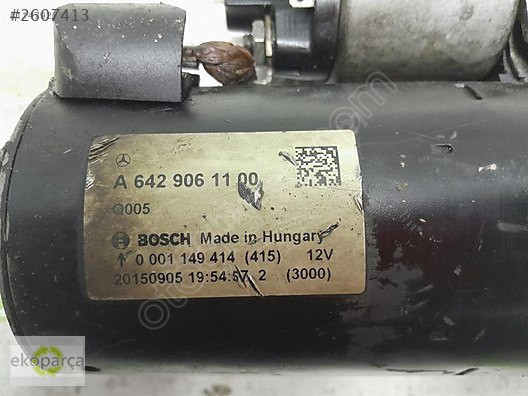 #2607413
A 642 906 11 00
Q005
BOSCH Made in Hungary
↑ 0 001 149 414 (415) 12V
20150905 19:54:57 2 (3000)
ekoparça